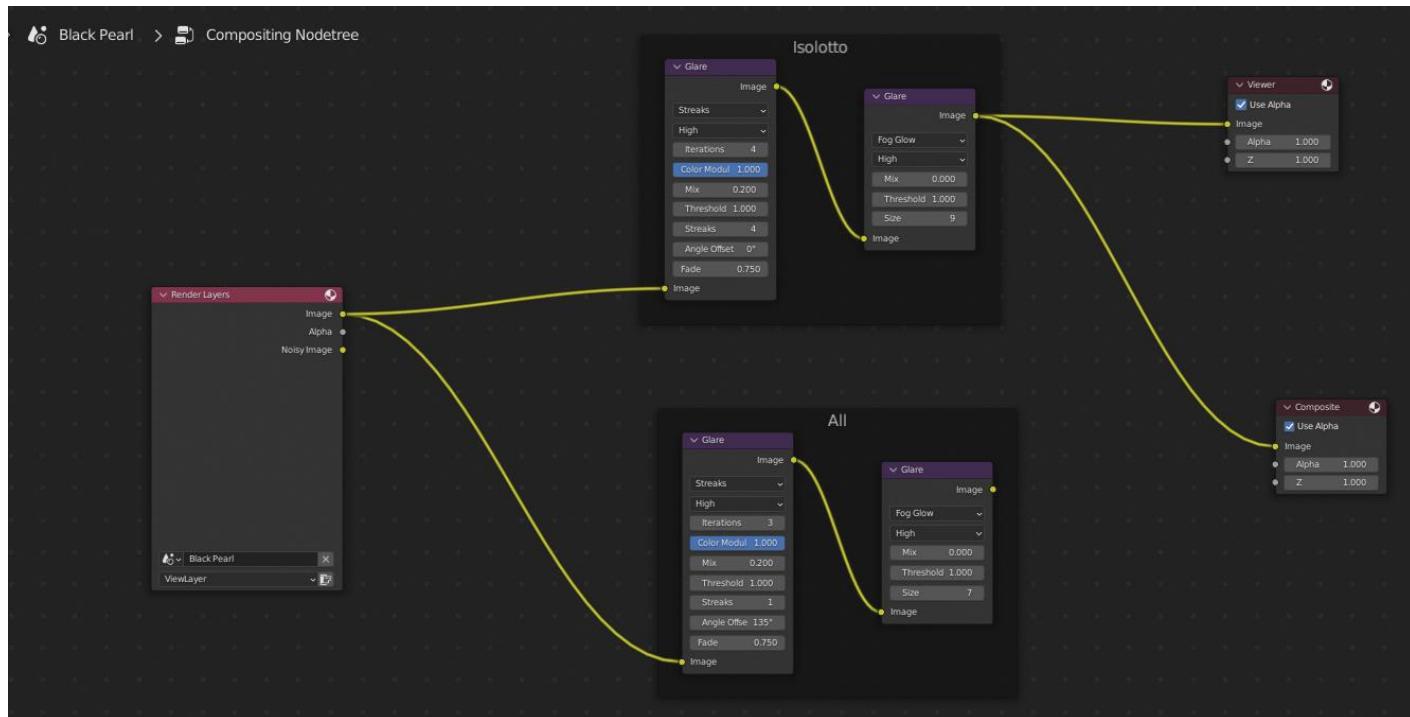 Black Pearl > Compositing Nodetree
Isolotto
Glare
Image
Streaks
High
Iterations 4
Color Modul 1.000
Mix 0.200
Threshold 1.000
Streaks 4
Angle Offset 0°
Fade 0.750
Image
Glare
Image
Fog Glow
High
Mix 0.000
Threshold 1.000
Size 9
Image
Viewer
Use Alpha
Image
Alpha 1.000
Z 1.000
Render Layers
Image
Alpha
Noisy Image
Black Pearl
ViewLayer
All
Glare
Image
Streaks
High
Iterations 3
Color Modul 1.000
Mix 0.200
Threshold 1.000
Streaks 1
Angle Offse 135°
Fade 0.750
Image
Glare
Image
Fog Glow
High
Mix 0.000
Threshold 1.000
Size 7
Image
Composite
Use Alpha
Image
Alpha 1.000
Z 1.000